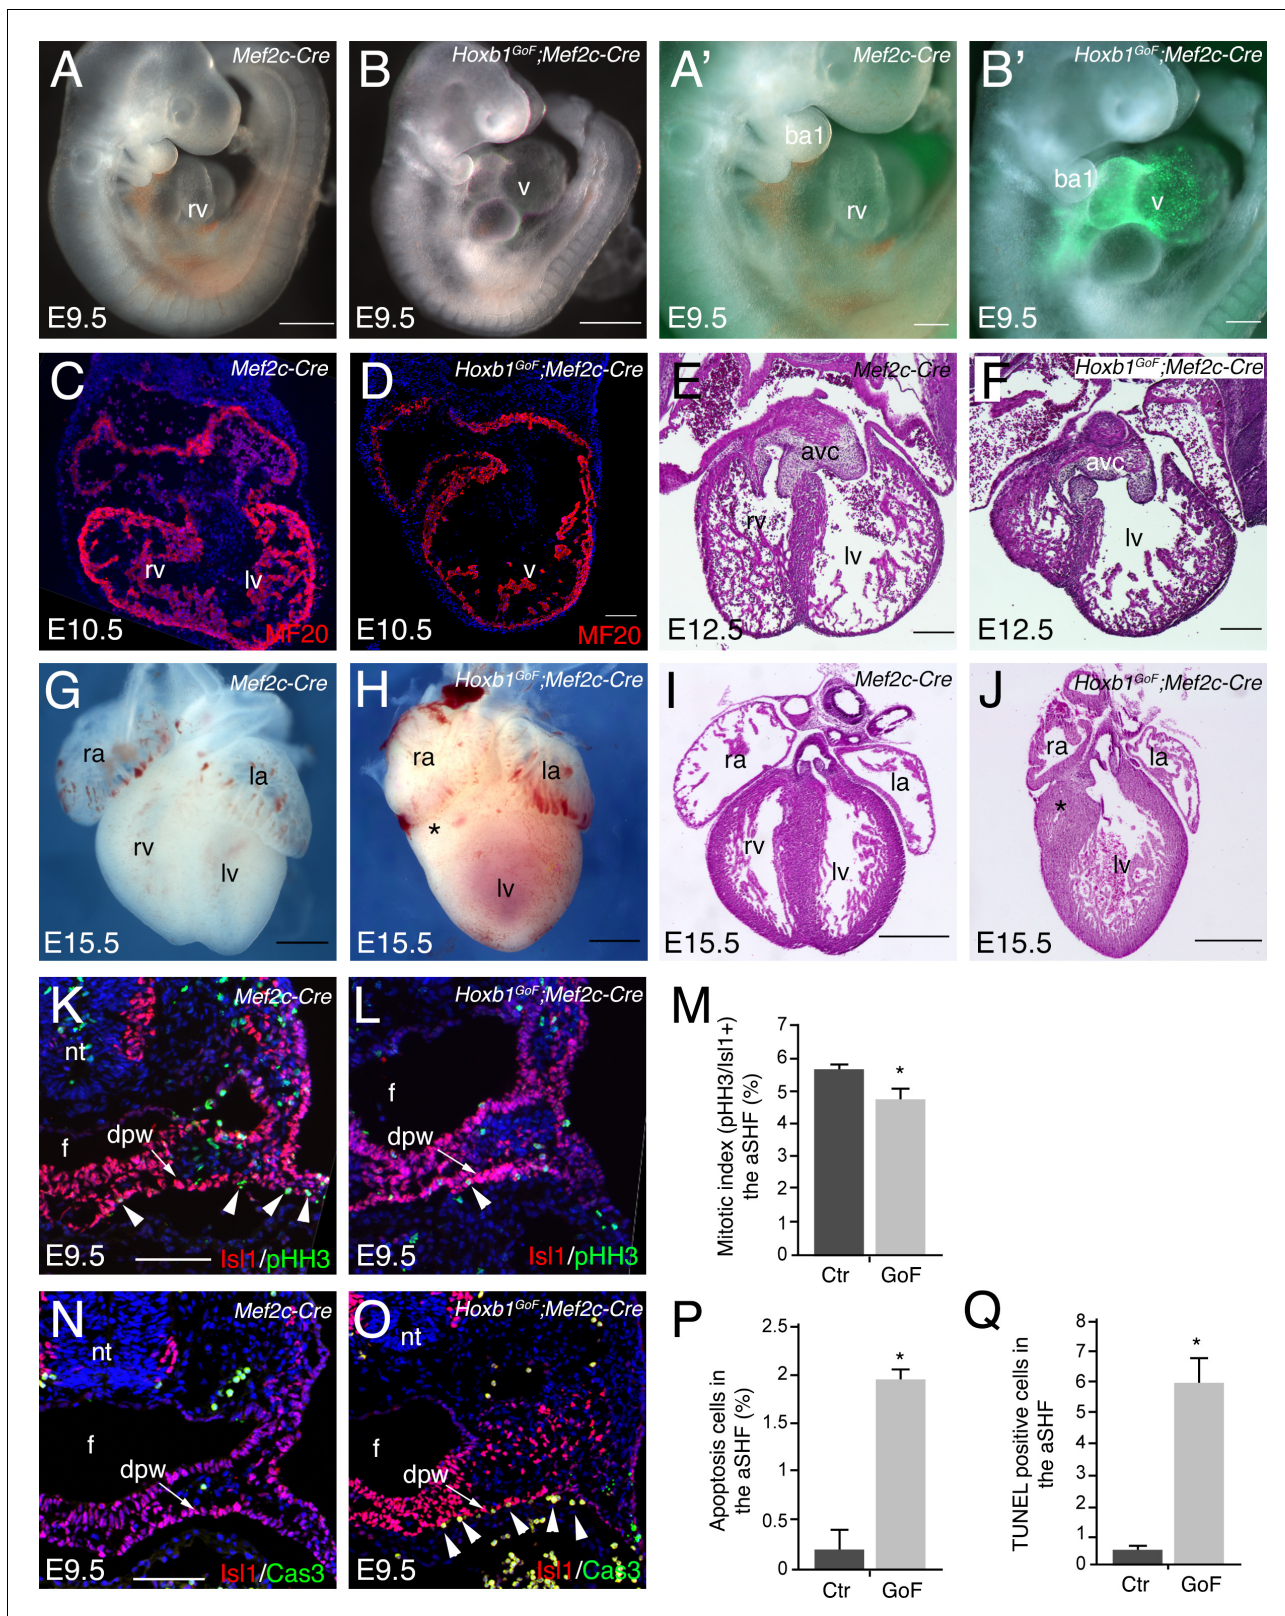 A Mef2c-Cre
rv
E9.5
B Hoxb1GoF;Mef2c-Cre
v
E9.5
A' Mef2c-Cre
ba1
rv
E9.5
B' Hoxb1GoF;Mef2c-Cre
ba1
v
E9.5
C Mef2c-Cre
rv lv
E10.5 MF20
D Hoxb1GoF;Mef2c-Cre
v
E10.5 MF20
E Mef2c-Cre
avc
rv
lv
E12.5
F Hoxb1GoF;Mef2c-Cre
avc
lv
E12.5
G Mef2c-Cre
ra
la
rv
lv
E15.5
H Hoxb1GoF;Mef2c-Cre
ra
la
*
lv
E15.5
I Mef2c-Cre
ra
la
rv
lv
E15.5
J Hoxb1GoF;Mef2c-Cre
ra
la
*
lv
E15.5
K Mef2c-Cre
nt
dpw
f
E9.5 Isl1/pHH3
L Hoxb1GoF;Mef2c-Cre
f
dpw
E9.5 Isl1/pHH3
M
Mitotic index (pHH3/Isl1+)
the aSHF (%)
7
6
5
4
3
2
1
0
*
Ctr GoF
N Mef2c-Cre
nt
f
dpw
E9.5 Isl1/Cas3
O Hoxb1GoF;Mef2c-Cre
nt
f
dpw
E9.5 Isl1/Cas3
P
Apoptosis cells in
the aSHF (%)
2.5
2
1.5
1
0.5
0
*
Ctr GoF
Q
TUNEL positive cells in
the aSHF
8
7
6
5
4
3
2
1
0
*
Ctr GoF